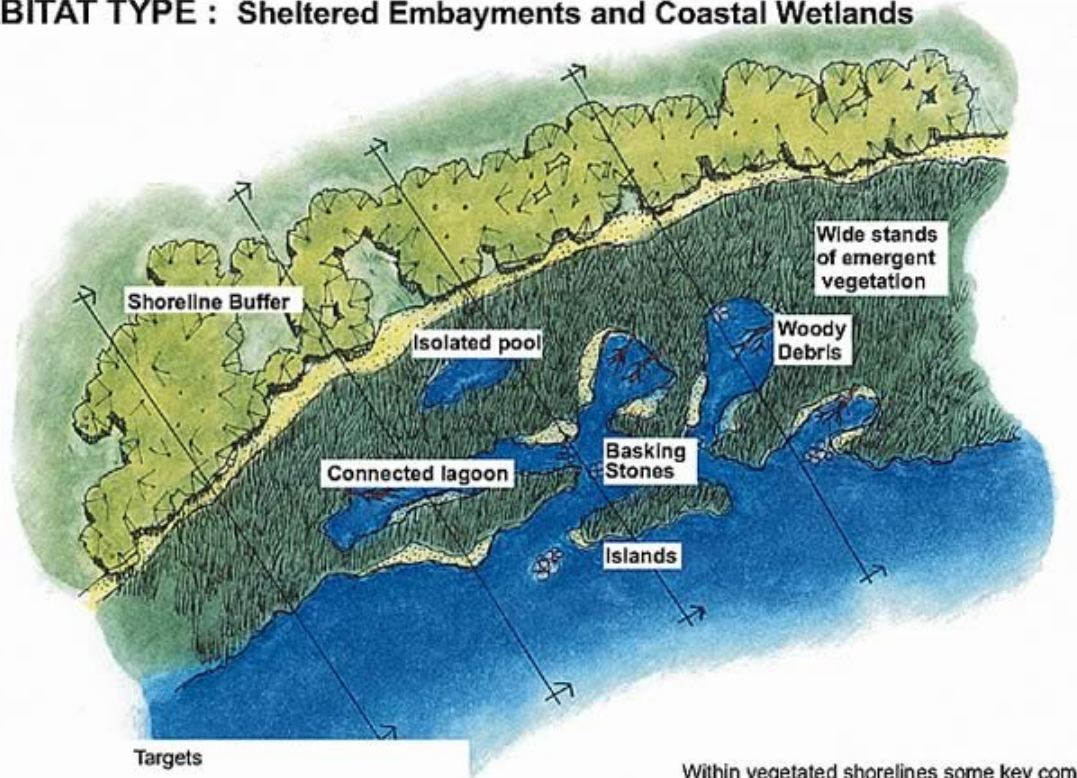 BITAT TYPE : Sheltered Embayments and Coastal Wetlands
Wide stands
of emergent
vegetation
Shoreline Buffer
Isolated pool
Woody
Debris
Connected lagoon
Basking
Stones
Islands
Targets
Within vegetated shorelines some key com